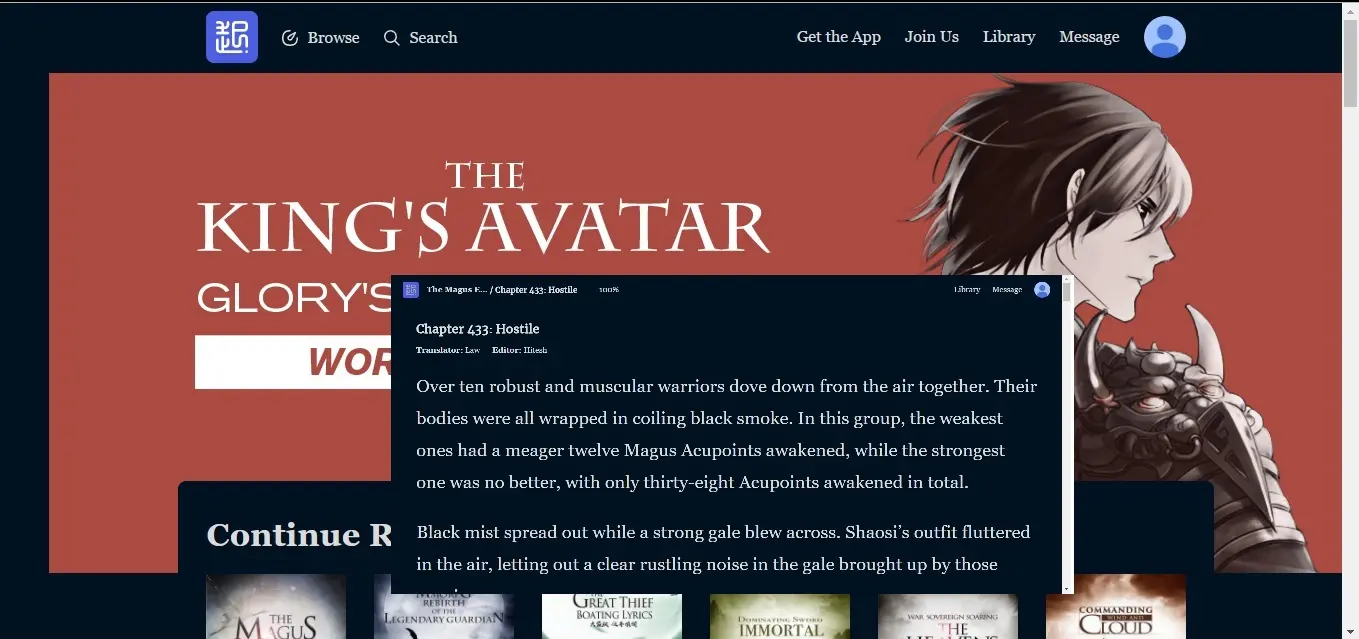 Browse
Search
Get the App
Join Us
Library
Message
THE
KING'S AVATAR
GLORY'S
The Magus E... / Chapter 433: Hostile
100%
Library
Message
Chapter 433: Hostile
Translator: Law Editor: Hitesh
Over ten robust and muscular warriors dove down from the air together. Their
bodies were all wrapped in coiling black smoke. In this group, the weakest
ones had a meager twelve Magus Acupoints awakened, while the strongest
one was no better, with only thirty-eight Acupoints awakened in total.
Black mist spread out while a strong gale blew across. Shaosi’s outfit fluttered
in the air, letting out a clear rustling noise in the gale brought up by those
Continue
THE
MAGUS
REBIRTH
OF THE
LEGENDARY GUARDIAN
GREAT THIEF
BOATING LYRICS
DOMINATING SWORD
IMMORTAL
WAR SOVEREIGN SOARING
THE
COMMANDING
WIND AND
CLOUD